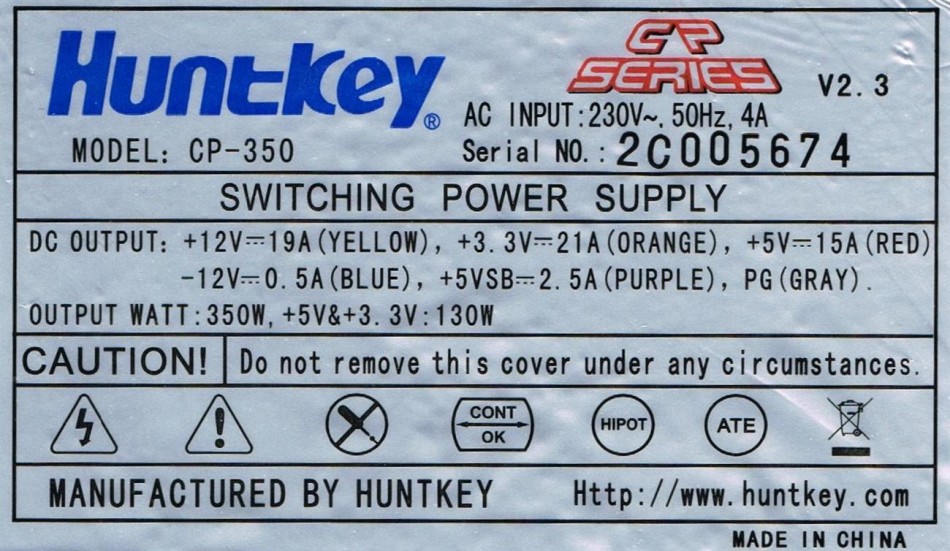 Huntkey®
CP
SERIES
V2.3
AC INPUT:230V~, 50Hz, 4A
MODEL: CP-350
Serial NO.: 2C005674
SWITCHING POWER SUPPLY
DC OUTPUT: +12V⎓19A(YELLOW), +3.3V⎓21A(ORANGE), +5V⎓15A(RED)
-12V⎓0.5A(BLUE), +5VSB⎓2.5A(PURPLE), PG(GRAY).
OUTPUT WATT:350W, +5V&+3.3V:130W
CAUTION! Do not remove this cover under any circumstances.
CONT
OK
HIPOT
ATE
MANUFACTURED BY HUNTKEY Http://www.huntkey.com
MADE IN CHINA